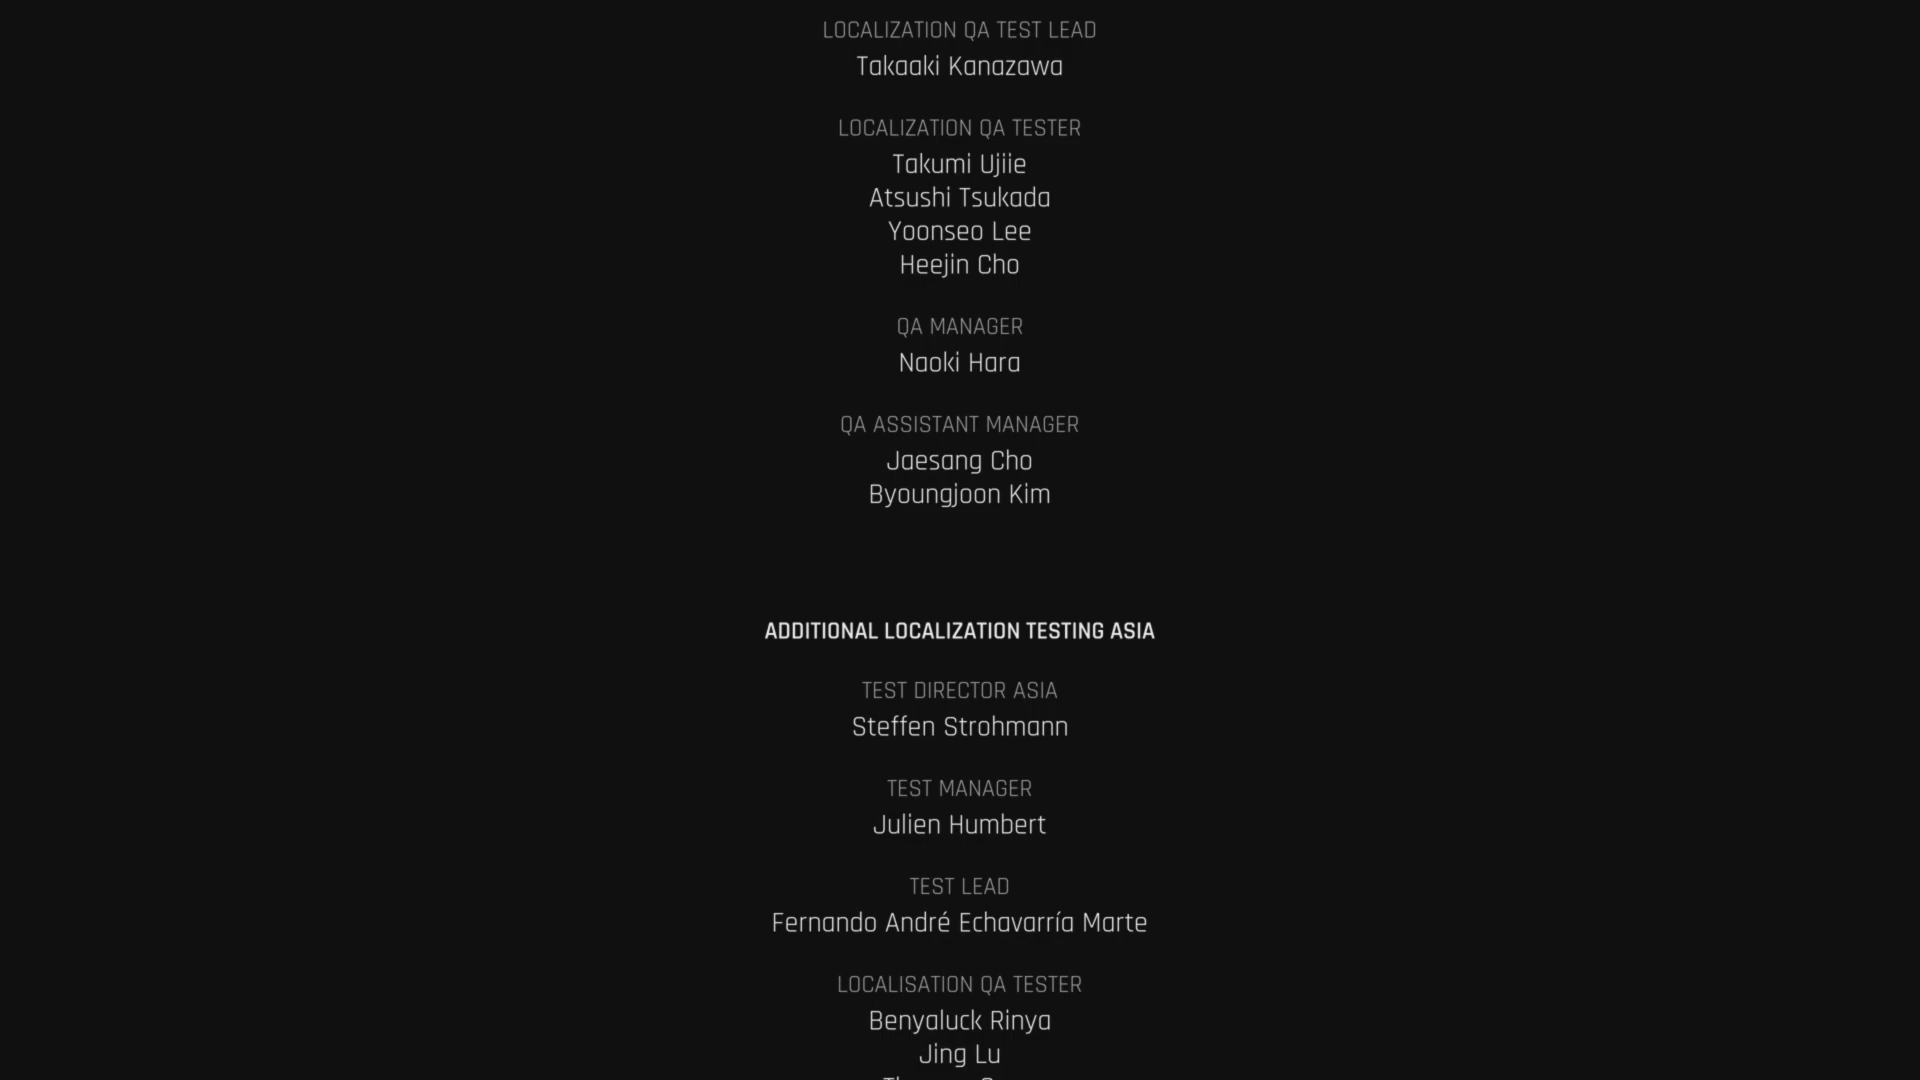 LOCALIZATION QA TEST LEAD
Takaaki Kanazawa
LOCALIZATION QA TESTER
Takumi Ujiie
Atsushi Tsukada
Yoonseo Lee
Heejin Cho
QA MANAGER
Naoki Hara
QA ASSISTANT MANAGER
Jaesang Cho
Byoungjoon Kim
ADDITIONAL LOCALIZATION TESTING ASIA
TEST DIRECTOR ASIA
Steffen Strohmann
TEST MANAGER
Julien Humbert
TEST LEAD
Fernando André Echavarría Marte
LOCALISATION QA TESTER
Benyaluck Rinya
Jing Lu